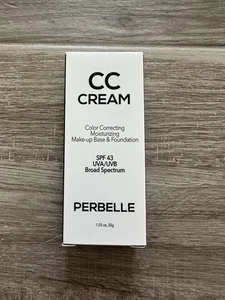 CC
CREAM
Color Correcting
Moisturizing
Make-up Base & Foundation
SPF 43
UVA/UVB
Broad Spectrum
PERBELLE
1.05 oz, 30g